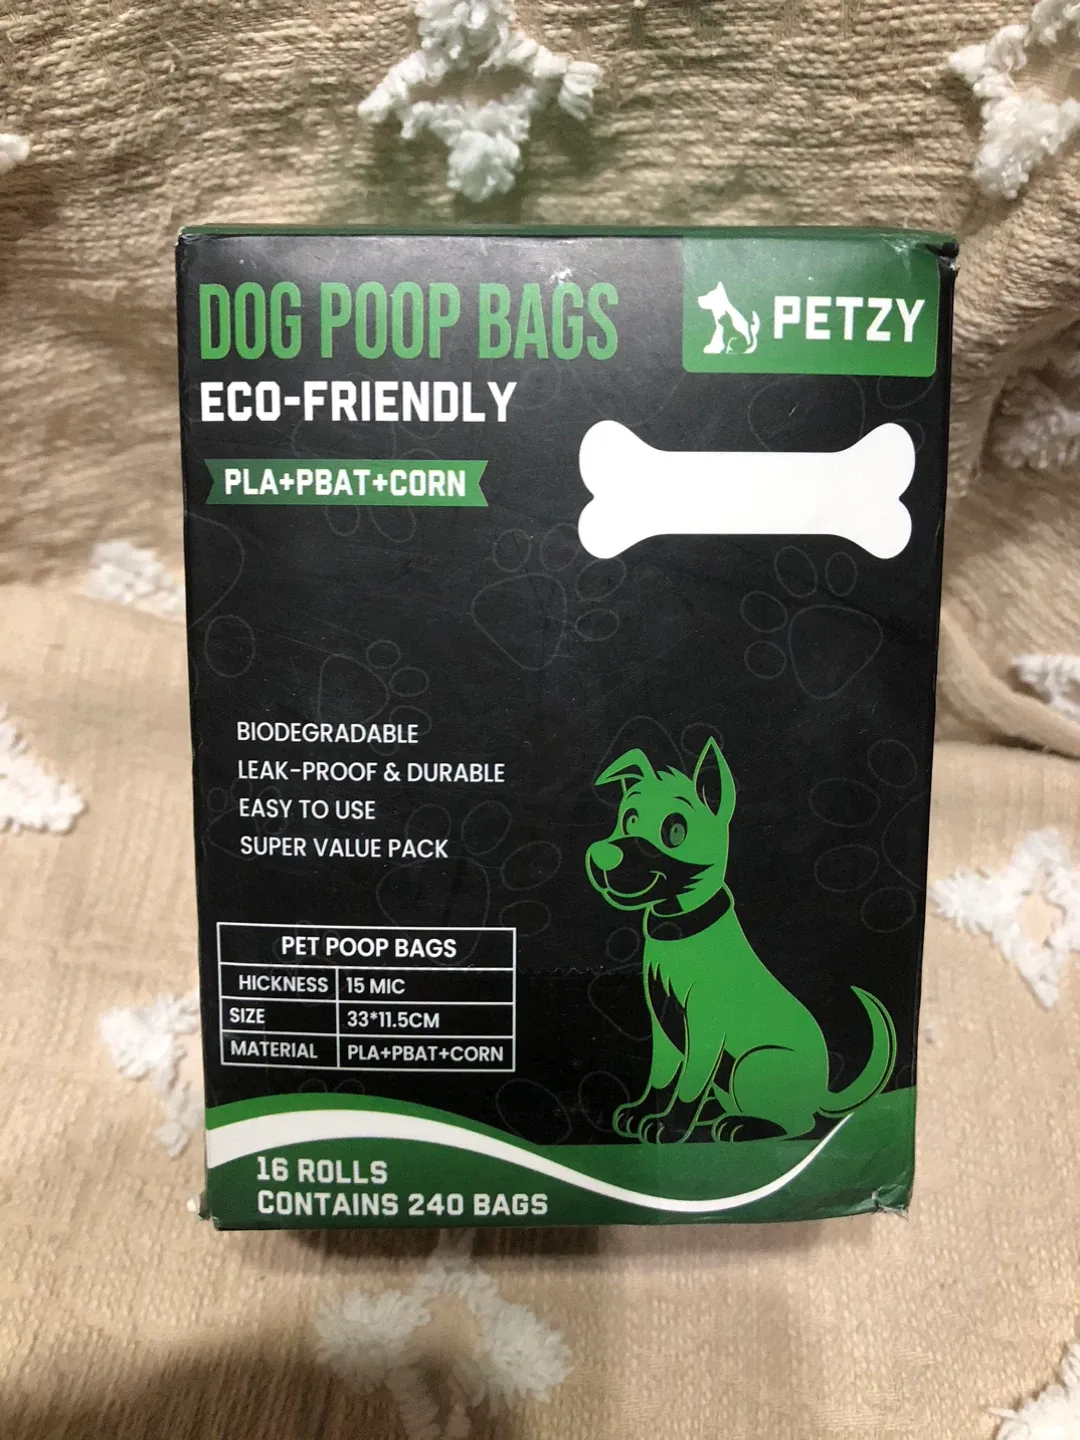 DOG POOP BAGS
PETZY
ECO-FRIENDLY
PLA+PBAT+CORN
BIODEGRADABLE
LEAK-PROOF & DURABLE
EASY TO USE
SUPER VALUE PACK
PET POOP BAGS
HICKNESS 15 MIC
SIZE 33*11.5CM
MATERIAL PLA+PBAT+CORN
16 ROLLS
CONTAINS 240 BAGS